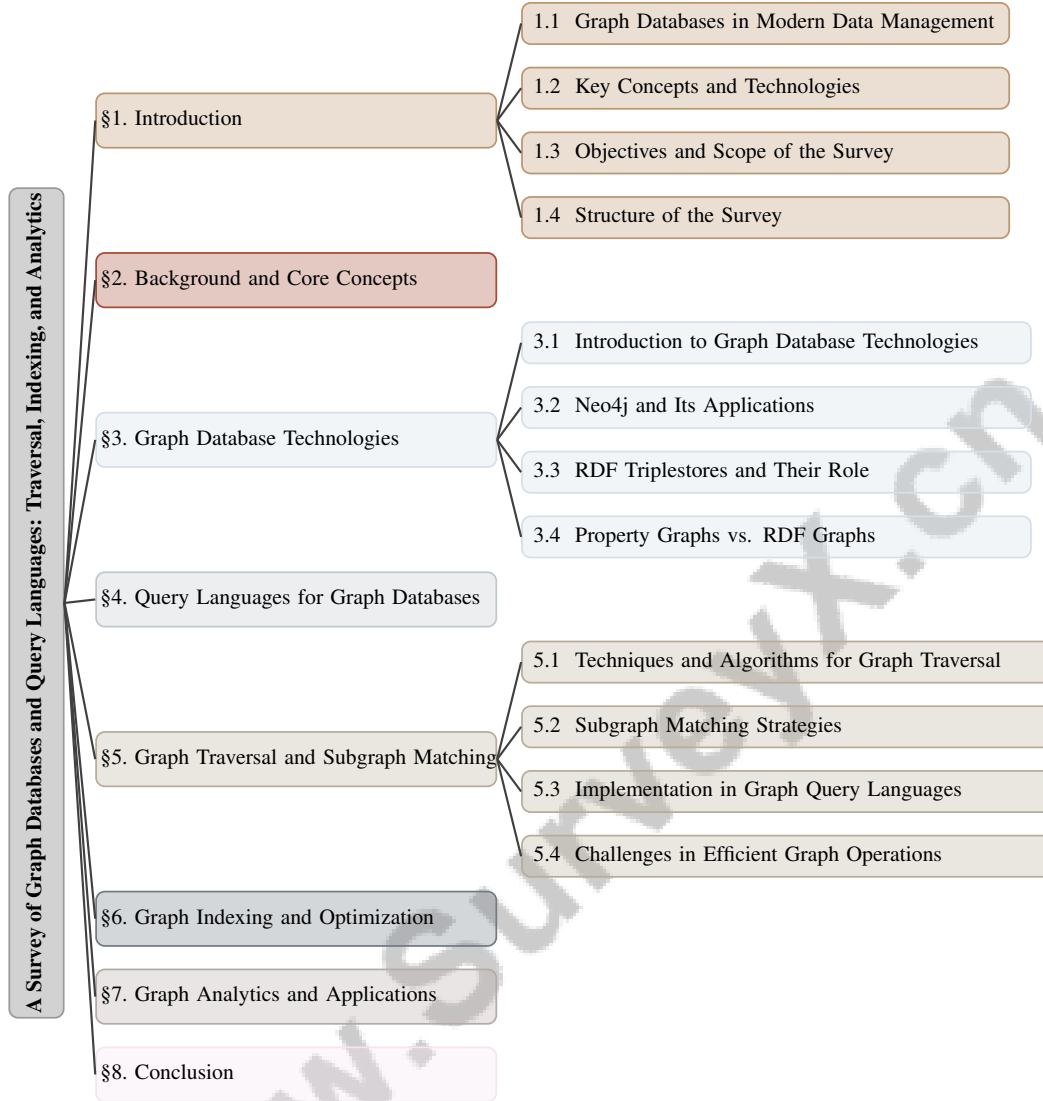 A Survey of Graph Databases and Query Languages: Traversal, Indexing, and Analytics
§1. Introduction
1.1 Graph Databases in Modern Data Management
1.2 Key Concepts and Technologies
1.3 Objectives and Scope of the Survey
1.4 Structure of the Survey
§2. Background and Core Concepts
§3. Graph Database Technologies
3.1 Introduction to Graph Database Technologies
3.2 Neo4j and Its Applications
3.3 RDF Triplestores and Their Role
3.4 Property Graphs vs. RDF Graphs
§4. Query Languages for Graph Databases
§5. Graph Traversal and Subgraph Matching
5.1 Techniques and Algorithms for Graph Traversal
5.2 Subgraph Matching Strategies
5.3 Implementation in Graph Query Languages
5.4 Challenges in Efficient Graph Operations
§6. Graph Indexing and Optimization
§7. Graph Analytics and Applications
§8. Conclusion
w.SurveyX.cn